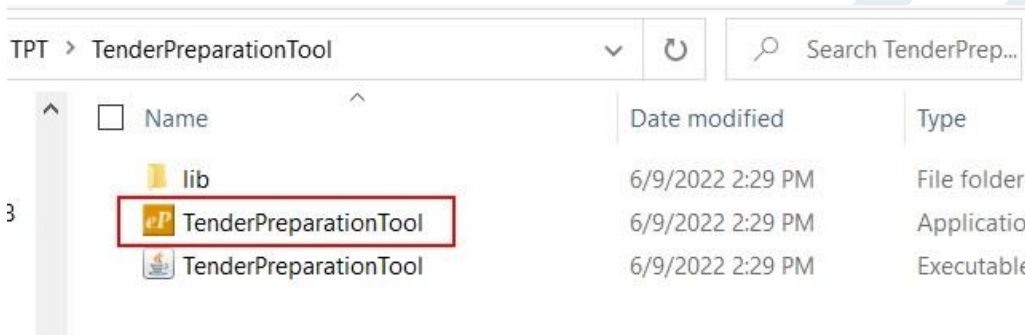 TPT > TenderPreparationTool Search TenderPrep...
Name Date modified Type
lib 6/9/2022 2:29 PM File folder
eP TenderPreparationTool 6/9/2022 2:29 PM Applicatio
TenderPreparationTool 6/9/2022 2:29 PM Executable